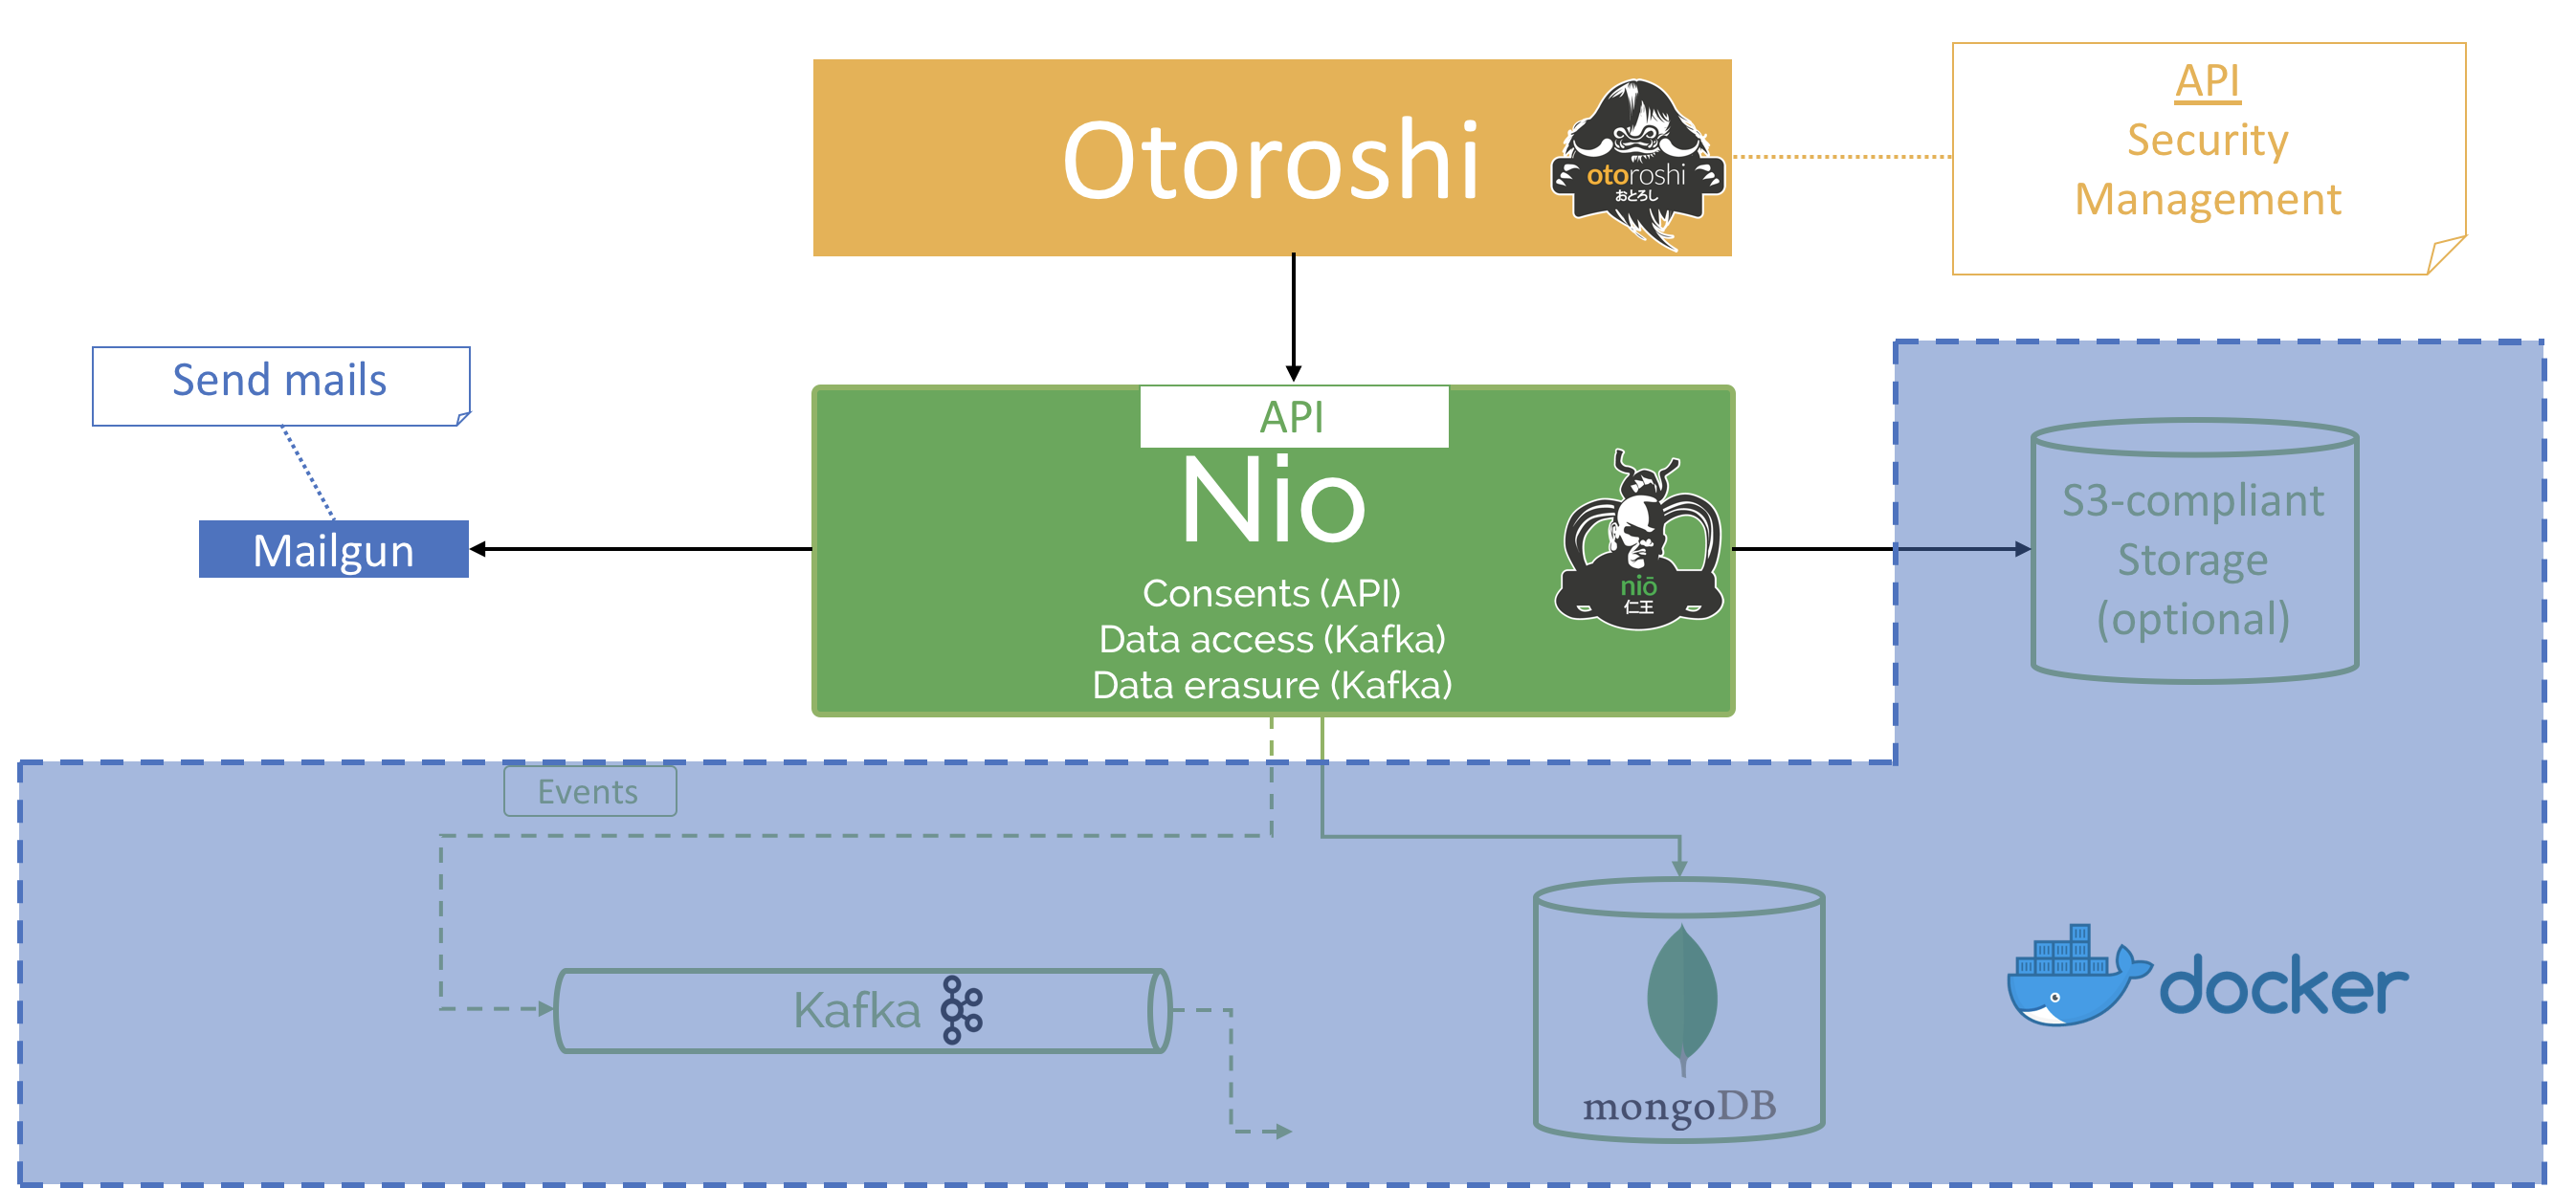 Otoroshi
otoroshi
おとろし
API
Security
Management
Send mails
Mailgun
API
Nio
Consents (API)
Data access (Kafka)
Data erasure (Kafka)
niō
仁王
S3-compliant
Storage
(optional)
Events
Kafka
mongoDB
docker